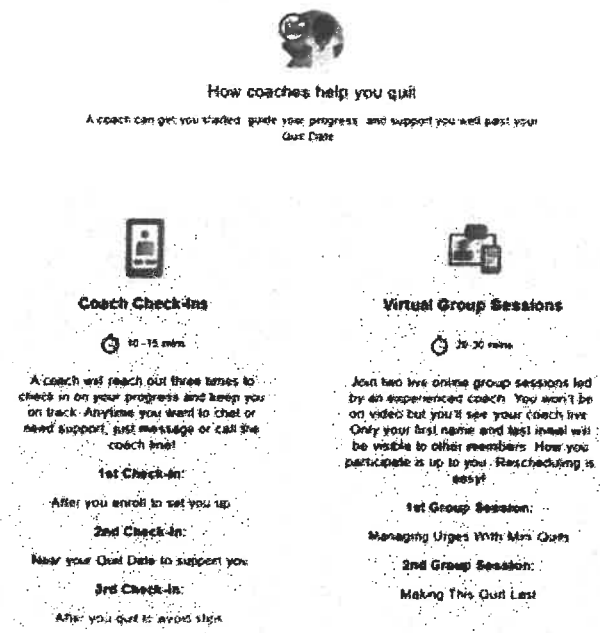 How coaches help you quit
A coach can get you started, guide your progress, and support you well past your
Quit Date
Coach Check-Ins
10-15 mins
A coach will reach out three times to
check in on your progress and keep you
on track. Anytime you want to chat or
need support, just message or call the
coach line!
1st Check-in:
After you enroll to set you up
2nd Check-in:
Near your Quit Date to support you
3rd Check-in:
After you quit to avoid slips
Virtual Group Sessions
20-30 mins
Join two live online group sessions led
by an experienced coach. You won't be
on video but you'll see your coach live.
Only your first name and last initial will
be visible to other members. How you
participate is up to you. Rescheduling is
easy!
1st Group Session:
Managing Urges With Mini Quits
2nd Group Session:
Making This Quit Last